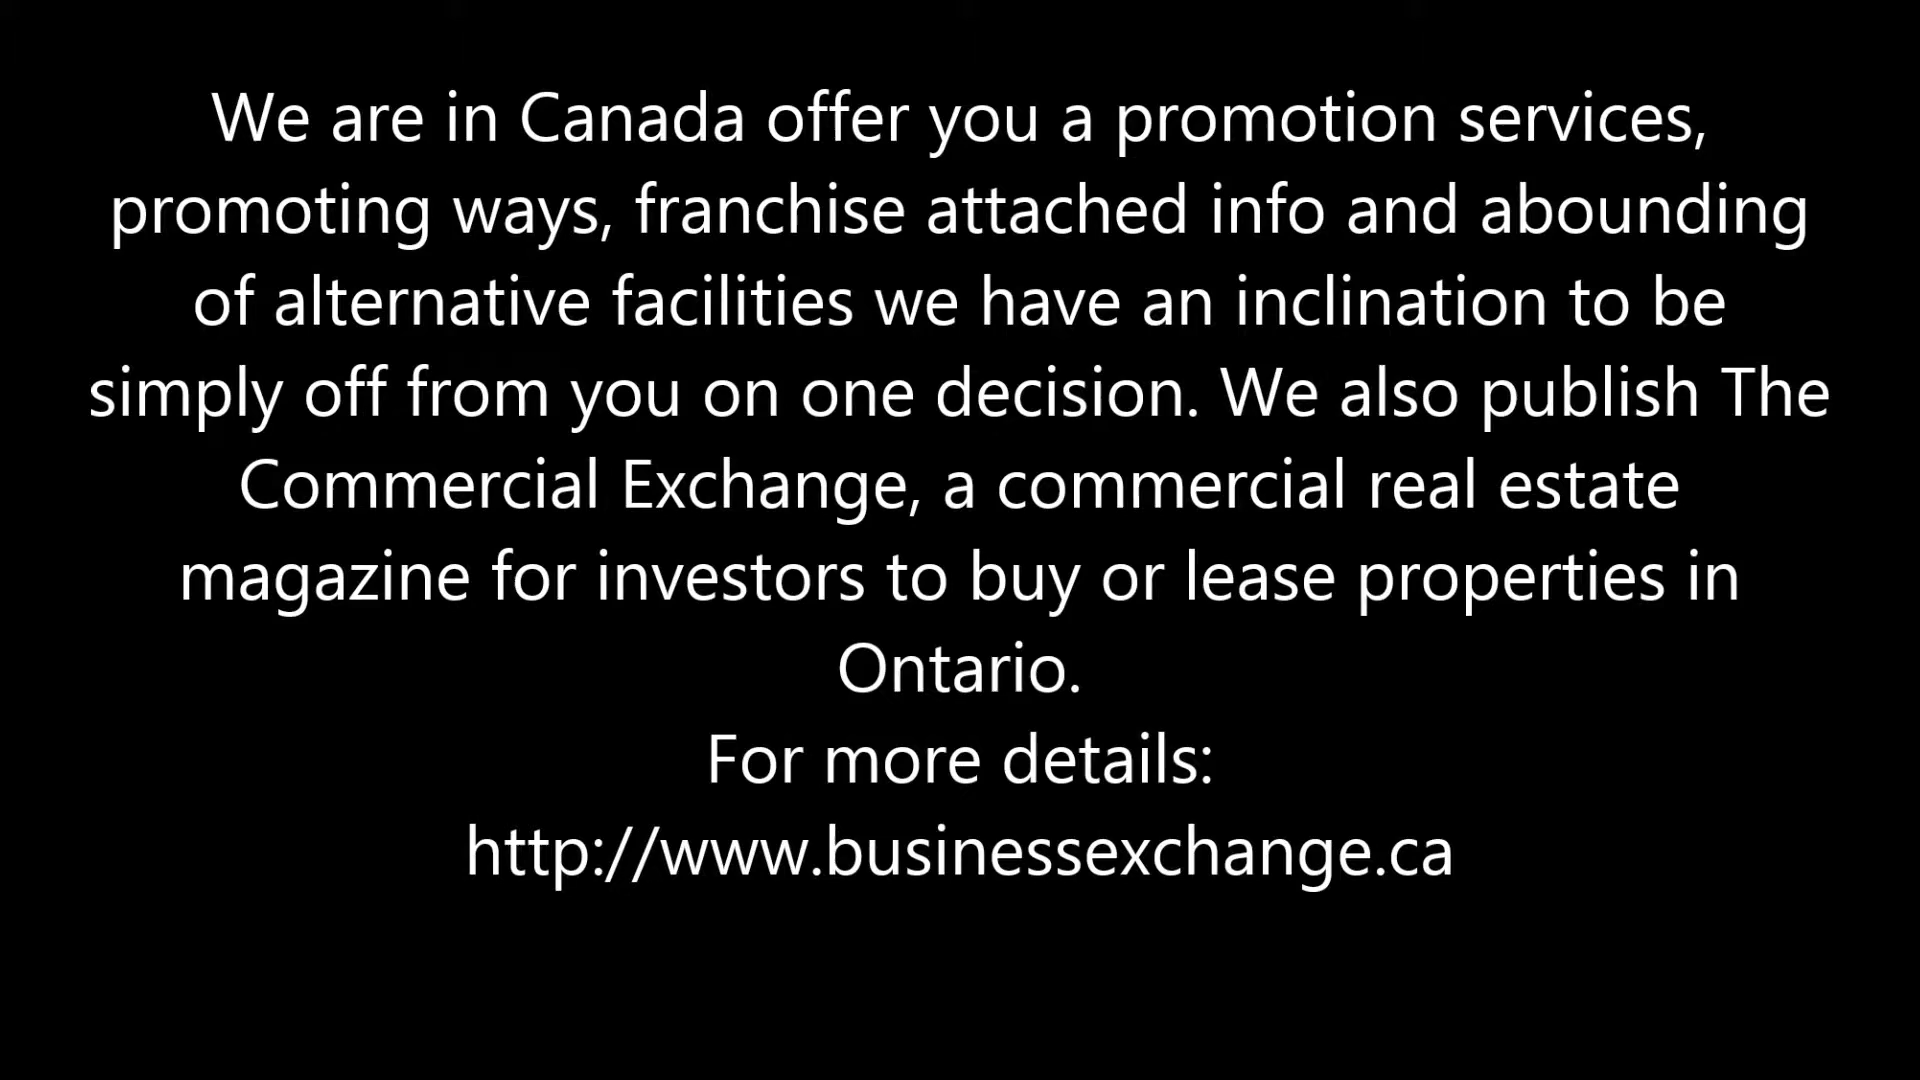 We are in Canada offer you a promotion services,
promoting ways, franchise attached info and abounding
of alternative facilities we have an inclination to be
simply off from you on one decision. We also publish The
Commercial Exchange, a commercial real estate
magazine for investors to buy or lease properties in
Ontario.
For more details:
http://www.businessexchange.ca